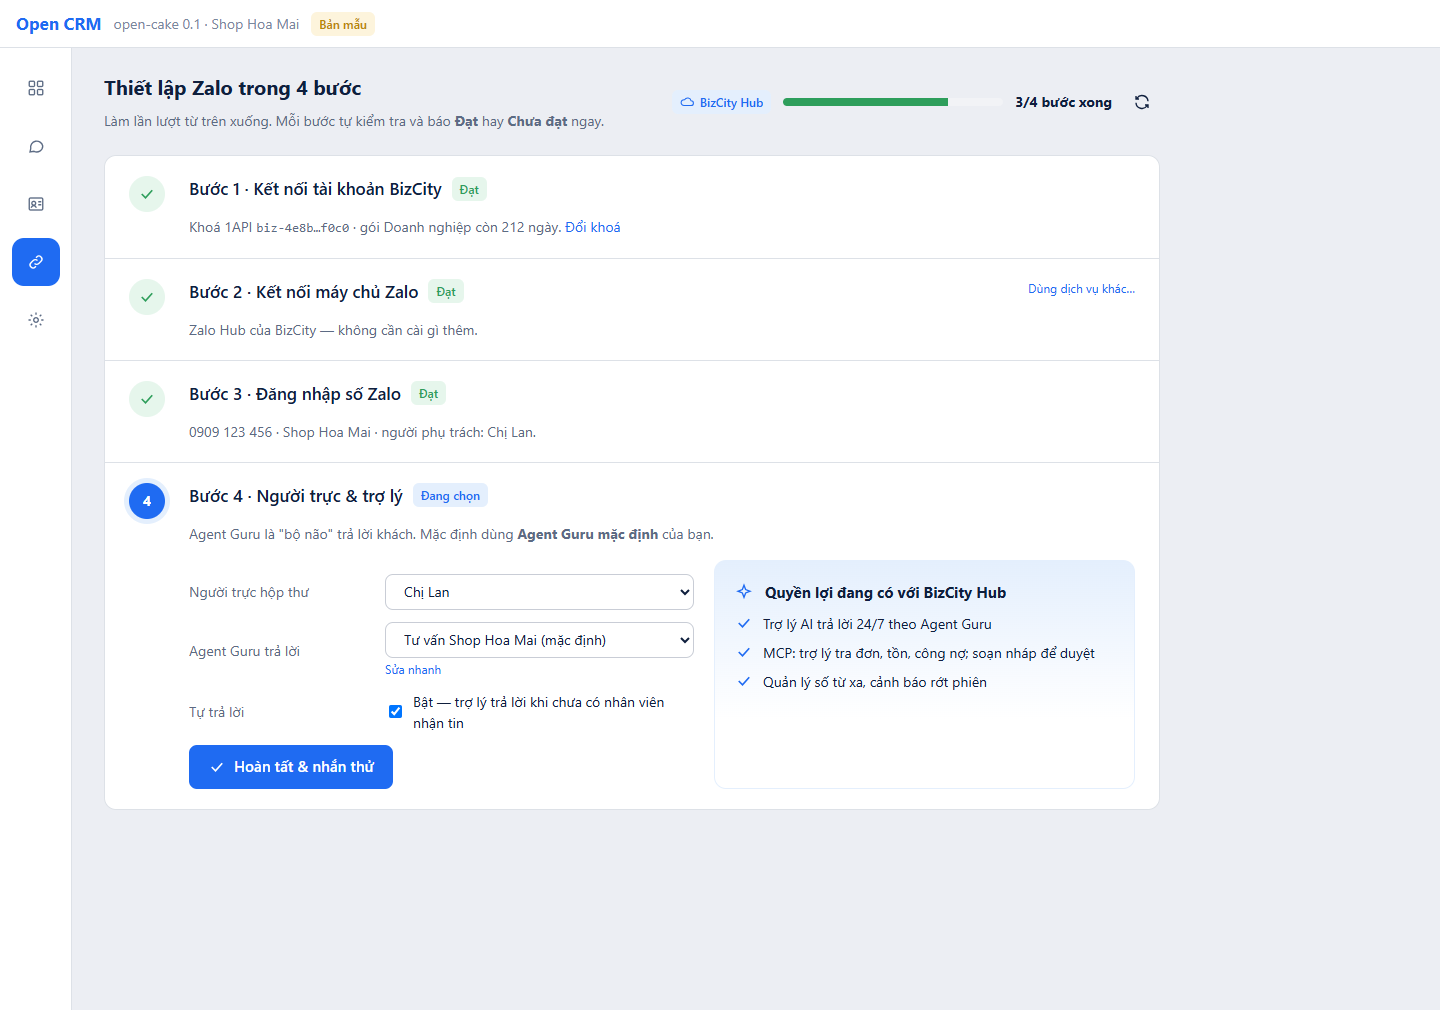 Open CRM open-cake 0.1 · Shop Hoa Mai Bản mẫu
Thiết lập Zalo trong 4 bước
Làm lần lượt từ trên xuống. Mỗi bước tự kiểm tra và báo Đạt hay Chưa đạt ngay.
BizCity Hub 3/4 bước xong
Bước 1 · Kết nối tài khoản BizCity Đạt
Khoá 1API biz-4e8b…f0c0 · gói Doanh nghiệp còn 212 ngày. Đổi khoá
Bước 2 · Kết nối máy chủ Zalo Đạt
Dùng dịch vụ khác...
Zalo Hub của BizCity — không cần cài gì thêm.
Bước 3 · Đăng nhập số Zalo Đạt
0909 123 456 · Shop Hoa Mai · người phụ trách: Chị Lan.
4
Bước 4 · Người trực & trợ lý Đang chọn
Agent Guru là "bộ não" trả lời khách. Mặc định dùng Agent Guru mặc định của bạn.
Người trực hộp thư Chị Lan
Agent Guru trả lời Tư vấn Shop Hoa Mai (mặc định)
Sửa nhanh
Tự trả lời Bật — trợ lý trả lời khi chưa có nhân viên
nhận tin
Hoàn tất & nhắn thử
Quyền lợi đang có với BizCity Hub
Trợ lý AI trả lời 24/7 theo Agent Guru
MCP: trợ lý tra đơn, tồn, công nợ; soạn nháp để duyệt
Quản lý số từ xa, cảnh báo rớt phiên